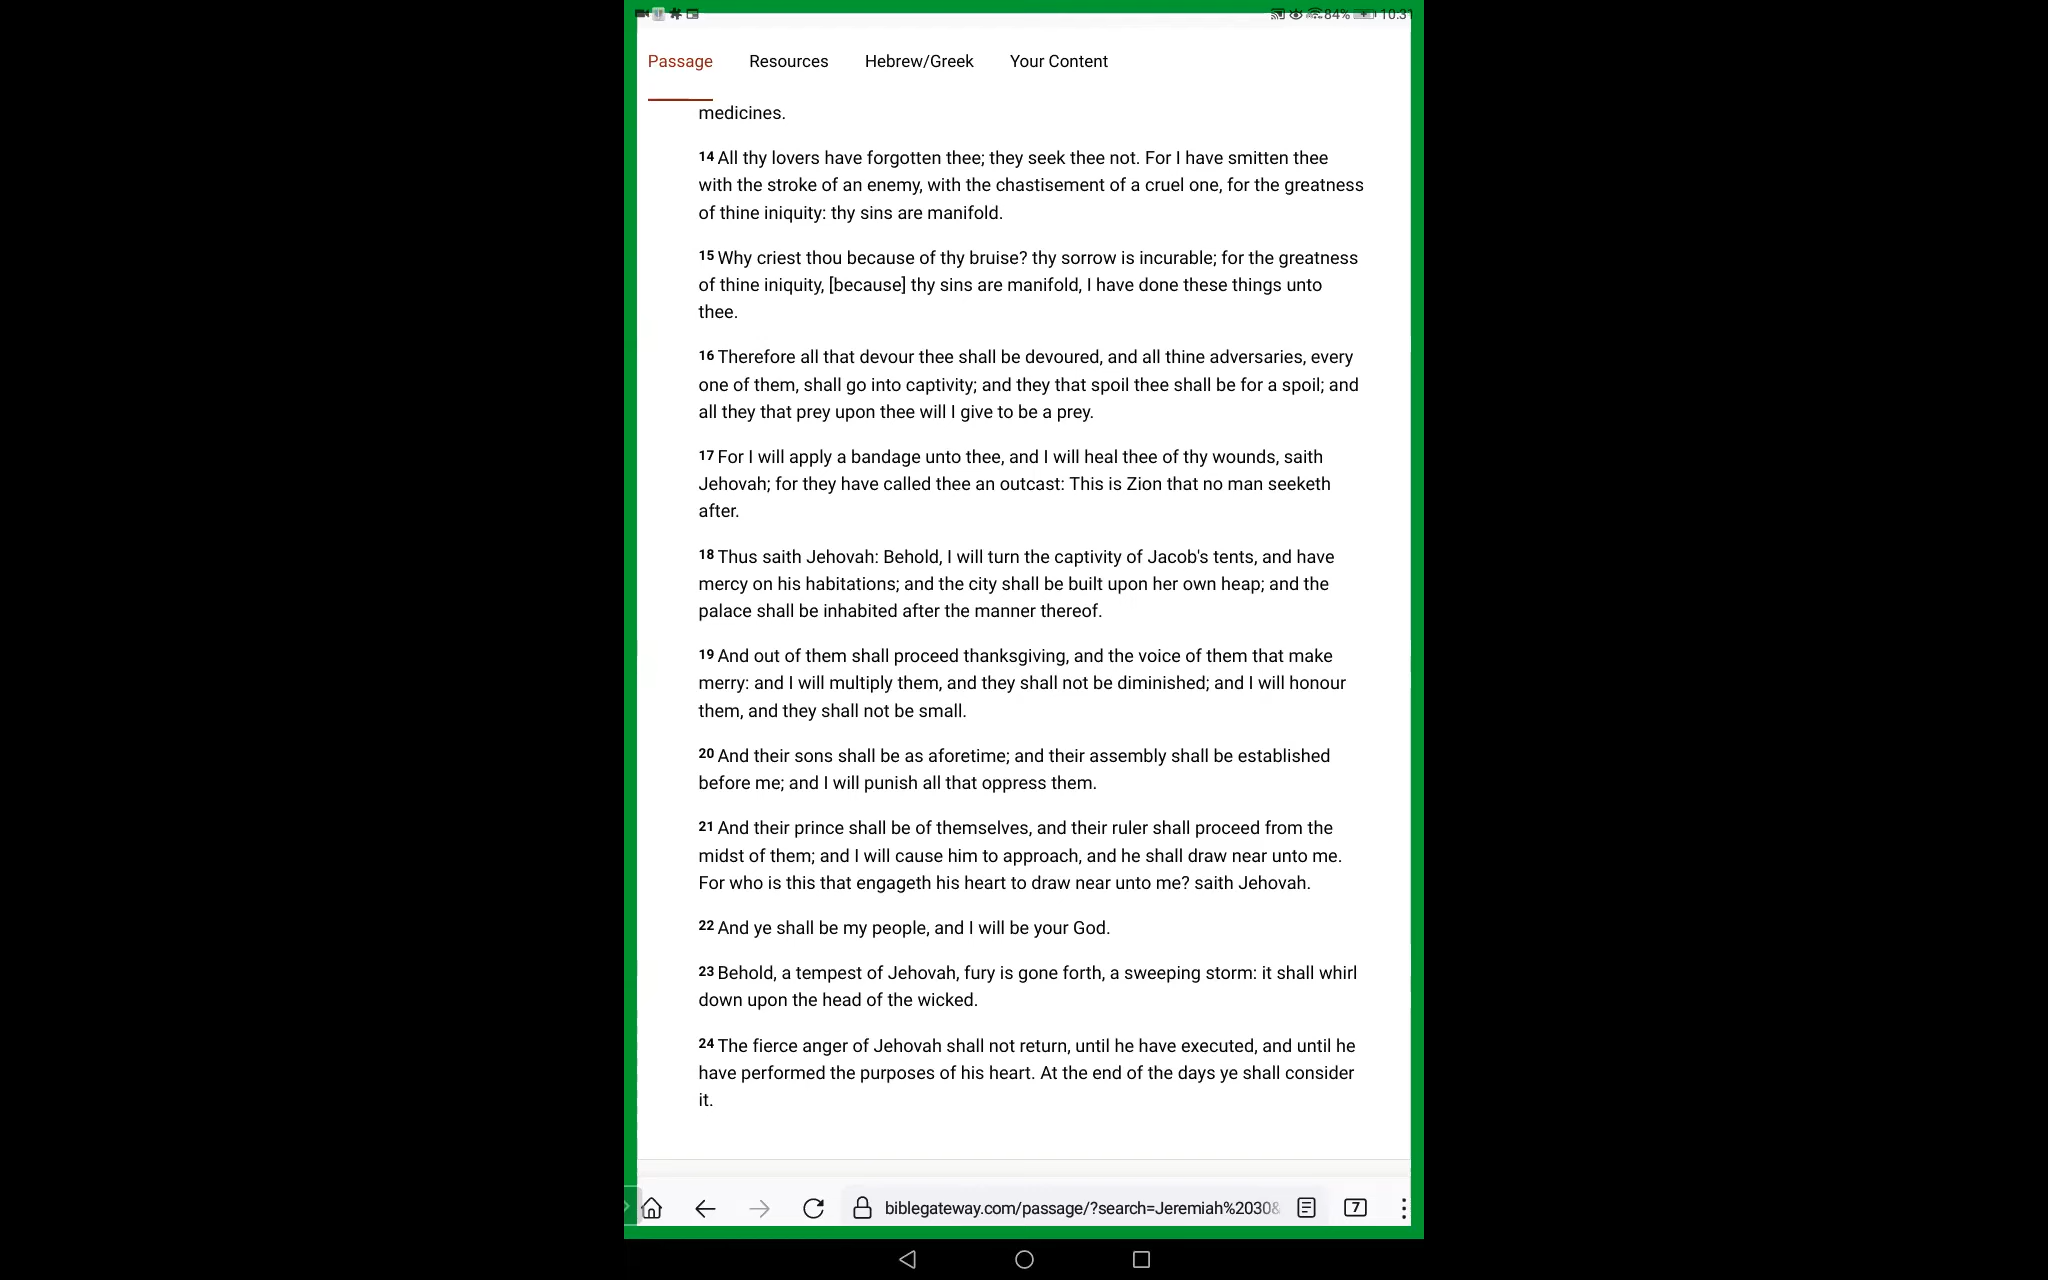 84% 10:31
Passage Resources Hebrew/Greek Your Content
medicines.
14 All thy lovers have forgotten thee; they seek thee not. For I have smitten thee
with the stroke of an enemy, with the chastisement of a cruel one, for the greatness
of thine iniquity: thy sins are manifold.
15 Why criest thou because of thy bruise? thy sorrow is incurable; for the greatness
of thine iniquity, [because] thy sins are manifold, I have done these things unto
thee.
16 Therefore all that devour thee shall be devoured, and all thine adversaries, every
one of them, shall go into captivity; and they that spoil thee shall be for a spoil; and
all they that prey upon thee will I give to be a prey.
17 For I will apply a bandage unto thee, and I will heal thee of thy wounds, saith
Jehovah; for they have called thee an outcast: This is Zion that no man seeketh
after.
18 Thus saith Jehovah: Behold, I will turn the captivity of Jacob's tents, and have
mercy on his habitations; and the city shall be built upon her own heap; and the
palace shall be inhabited after the manner thereof.
19 And out of them shall proceed thanksgiving, and the voice of them that make
merry: and I will multiply them, and they shall not be diminished; and I will honour
them, and they shall not be small.
20 And their sons shall be as aforetime; and their assembly shall be established
before me; and I will punish all that oppress them.
21 And their prince shall be of themselves, and their ruler shall proceed from the
midst of them; and I will cause him to approach, and he shall draw near unto me.
For who is this that engageth his heart to draw near unto me? saith Jehovah.
22 And ye shall be my people, and I will be your God.
23 Behold, a tempest of Jehovah, fury is gone forth, a sweeping storm: it shall whirl
down upon the head of the wicked.
24 The fierce anger of Jehovah shall not return, until he have executed, and until he
have performed the purposes of his heart. At the end of the days ye shall consider
it.
biblegateway.com/passage/?search=Jeremiah%2030& 7